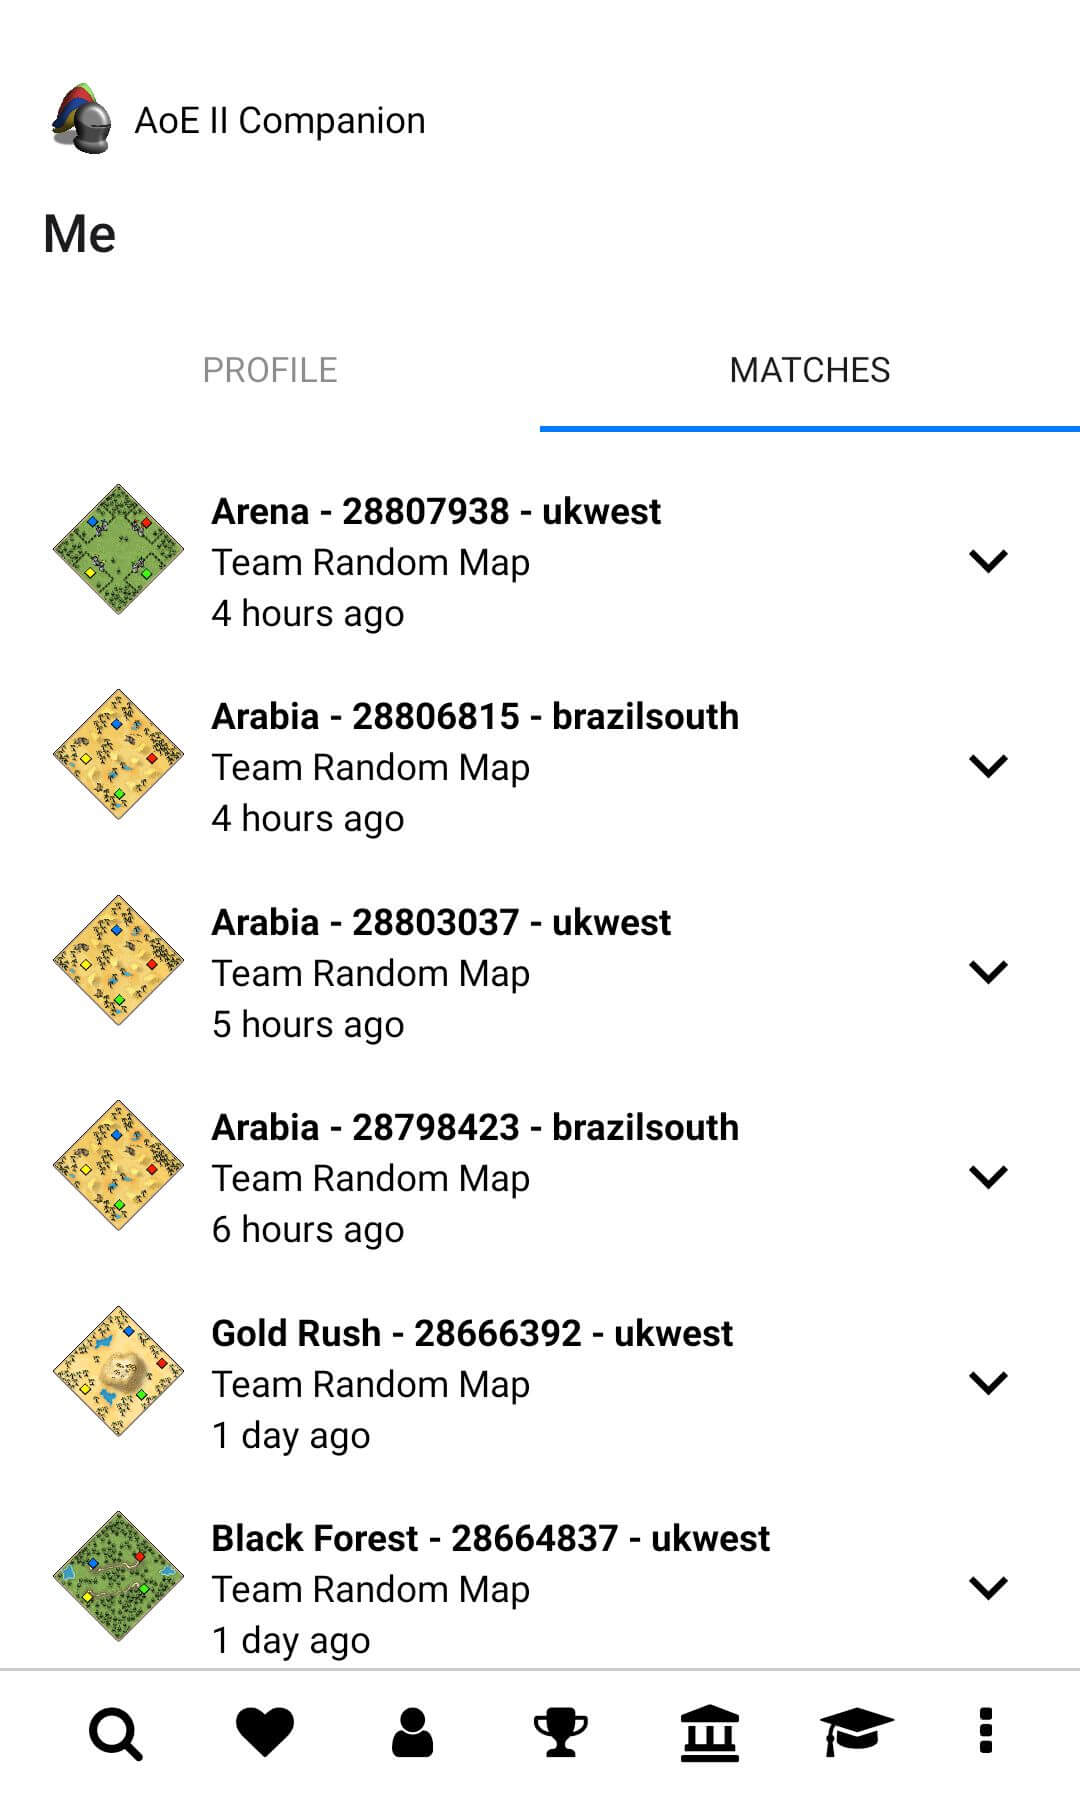 AoE II Companion
Me
PROFILE
MATCHES
Arena - 28807938 - ukwest
Team Random Map
4 hours ago
Arabia - 28806815 - brazilsouth
Team Random Map
4 hours ago
Arabia - 28803037 - ukwest
Team Random Map
5 hours ago
Arabia - 28798423 - brazilsouth
Team Random Map
6 hours ago
Gold Rush - 28666392 - ukwest
Team Random Map
1 day ago
Black Forest - 28664837 - ukwest
Team Random Map
1 day ago